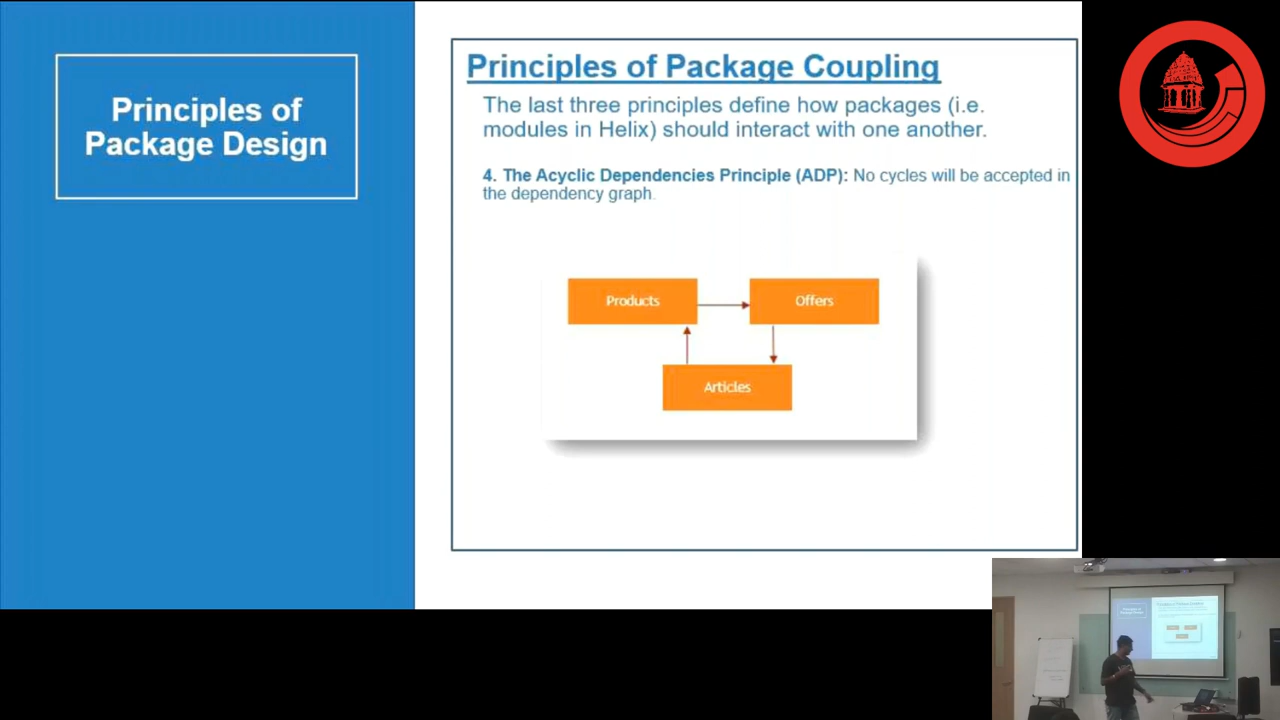 Principles of
Package Design
Principles of Package Coupling
The last three principles define how packages (i.e.
modules in Helix) should interact with one another.
4. The Acyclic Dependencies Principle (ADP): No cycles will be accepted in
the dependency graph.
Products
Offers
Articles